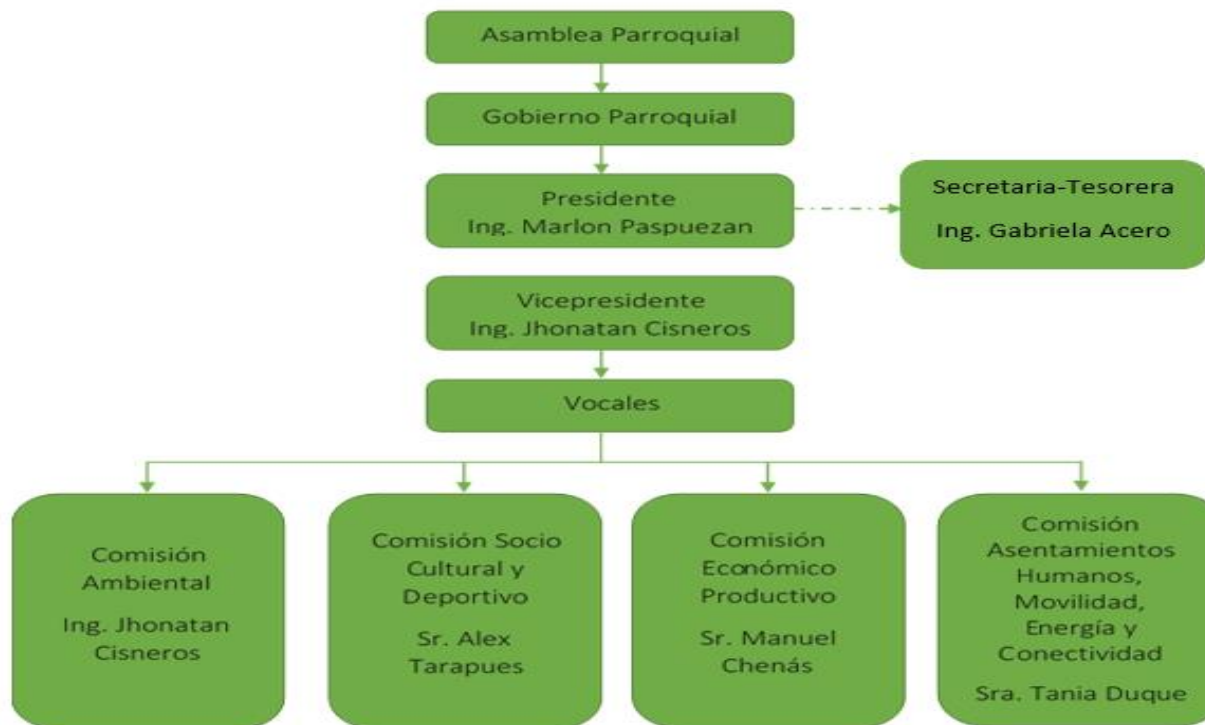 Asamblea Parroquial
Gobierno Parroquial
Presidente
Ing. Marlon Paspuezan
Secretaria-Tesorera
Ing. Gabriela Acero
Vicepresidente
Ing. Jhonatan Cisneros
Vocales
Comisión
Ambiental
Ing. Jhonatan
Cisneros
Comisión Socio
Cultural y
Deportivo
Sr. Alex
Tarapues
Comisión
Económico
Productivo
Sr. Manuel
Chenás
Comisión
Asentamientos
Humanos,
Movilidad,
Energía y
Conectividad
Sra. Tania Duque